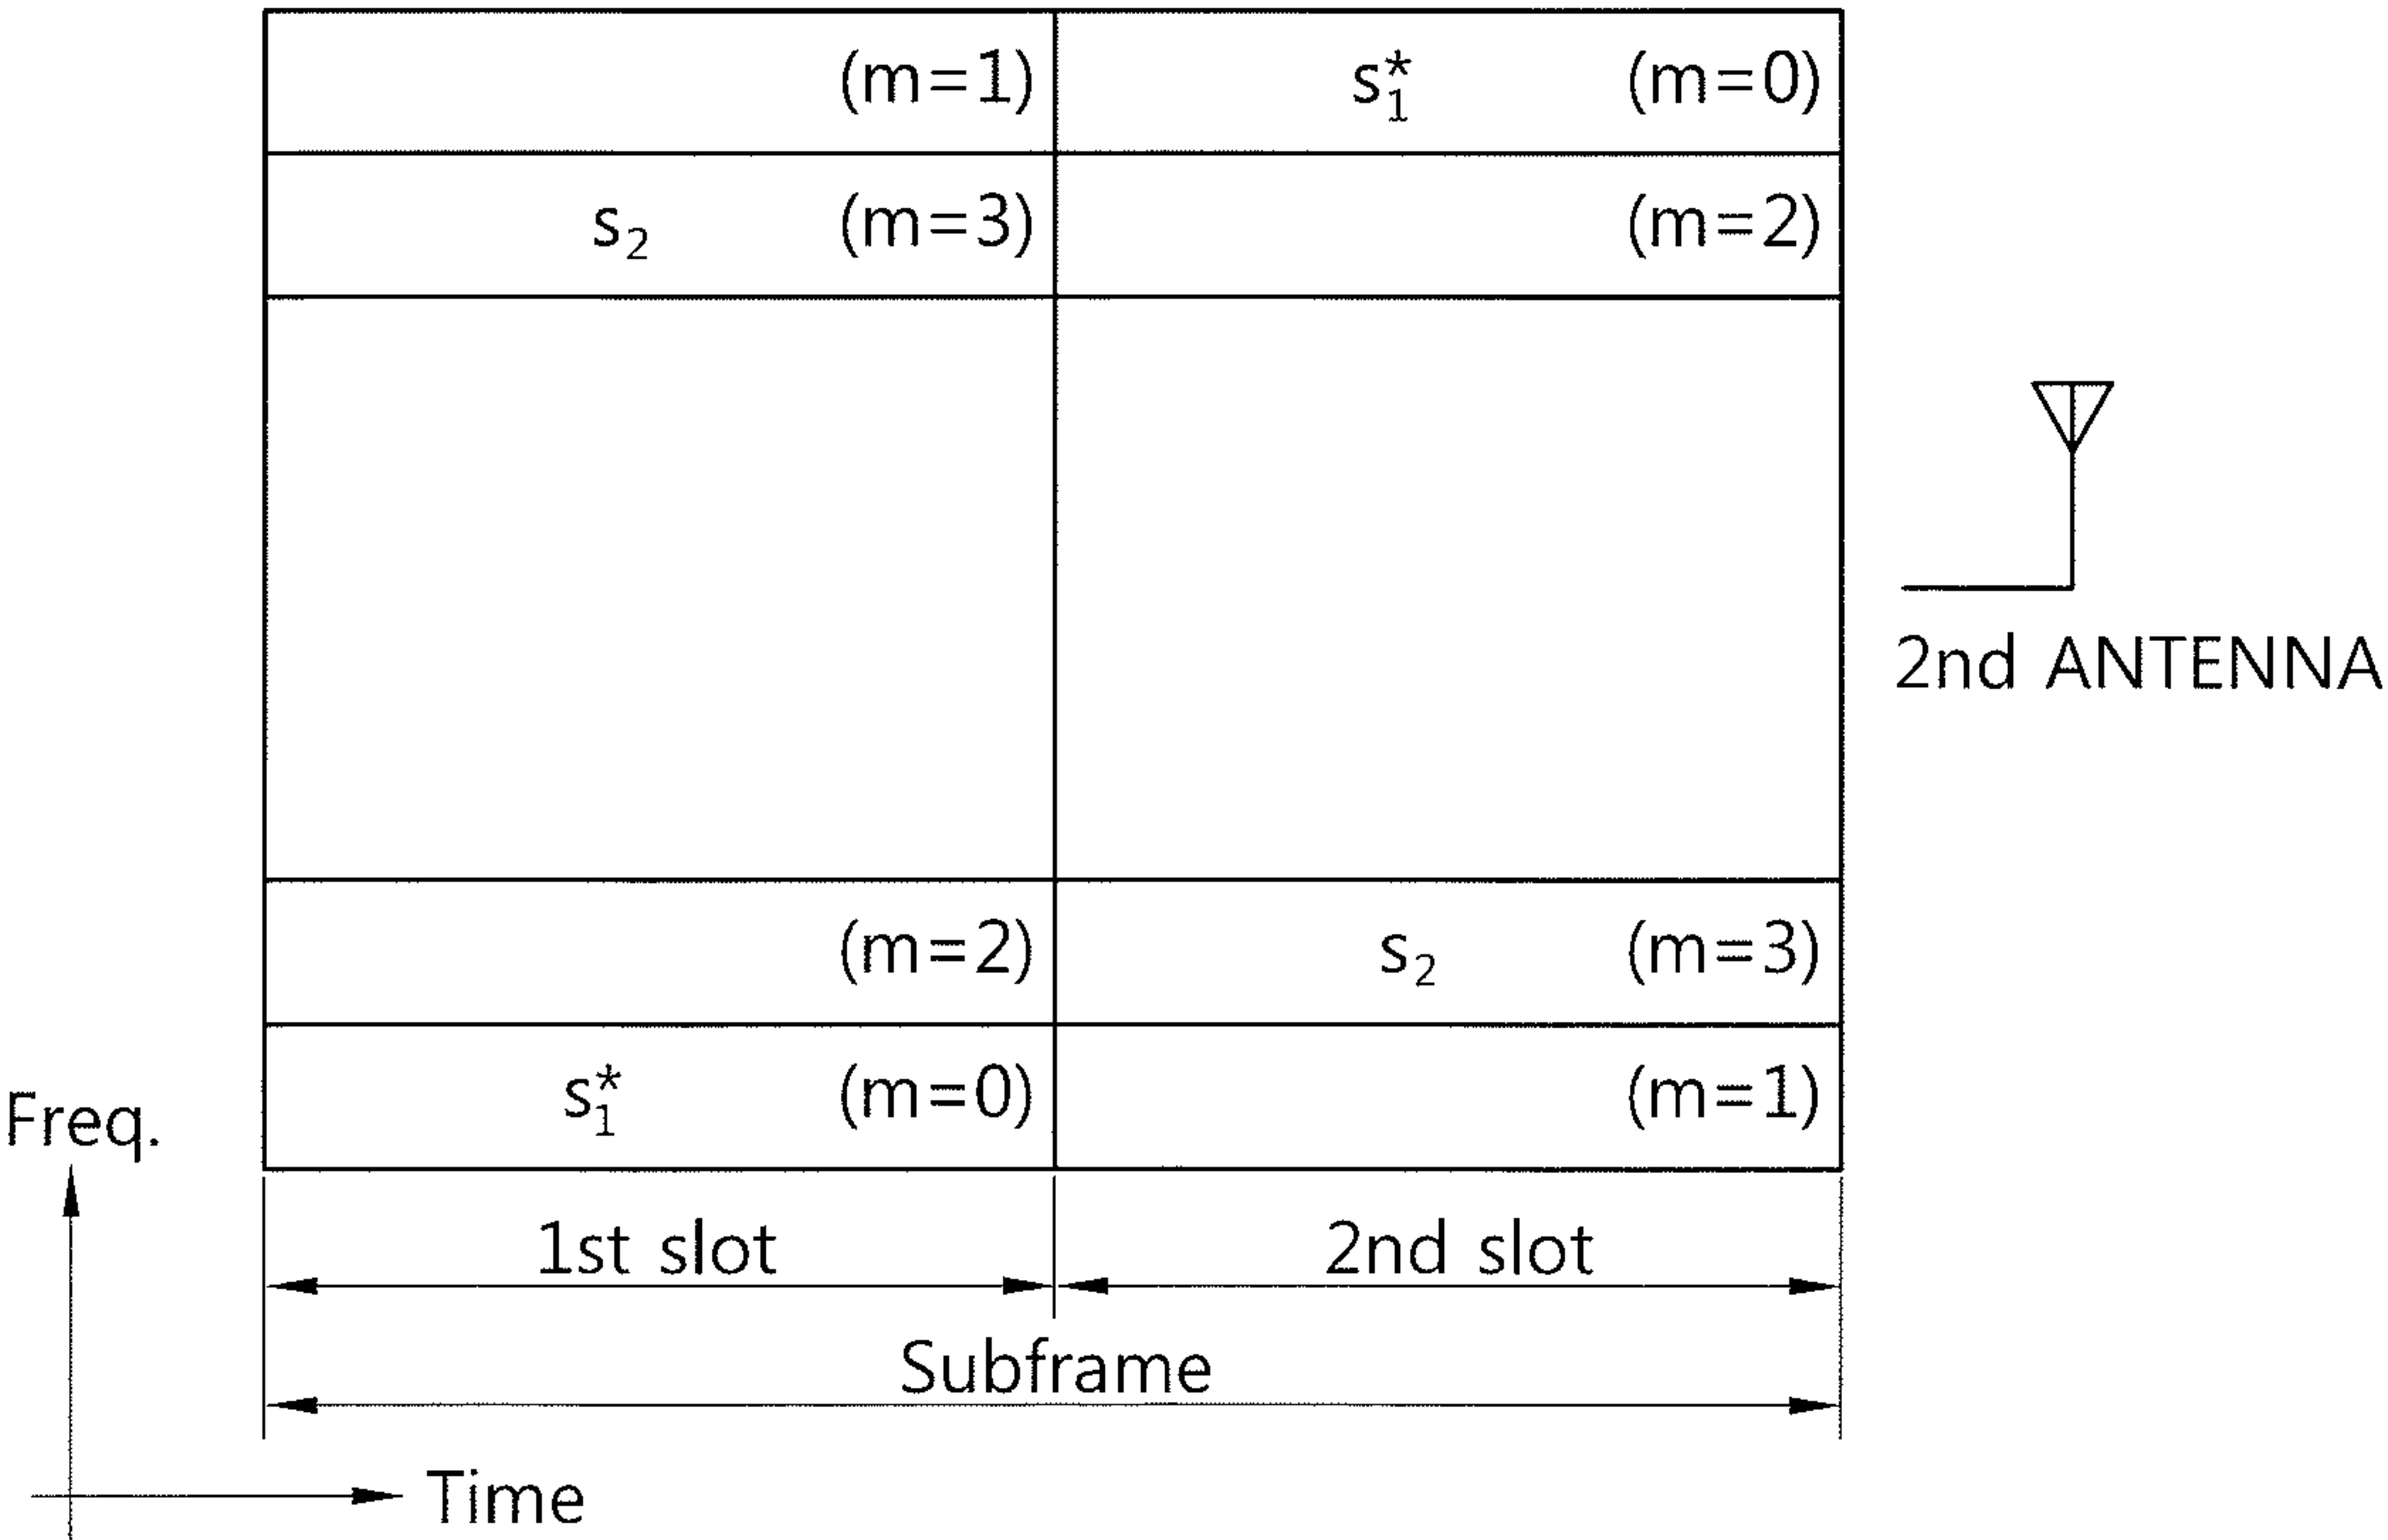 (m=1) s₁* (m=0)
s₂ (m=3) (m=2)
2nd ANTENNA
(m=2) s₂ (m=3)
s₁* (m=0) (m=1)
Freq.
1st slot 2nd slot
Subframe
Time